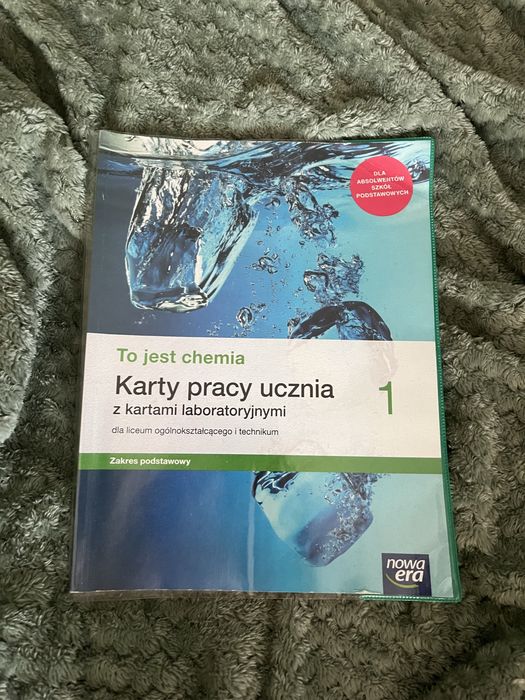 DLA
ABSOLWENTÓW
SZKÓŁ
PODSTAWOWYCH
To jest chemia
Karty pracy ucznia 1
z kartami laboratoryjnymi
dla liceum ogólnokształcącego i technikum
Zakres podstawowy
nowa
era